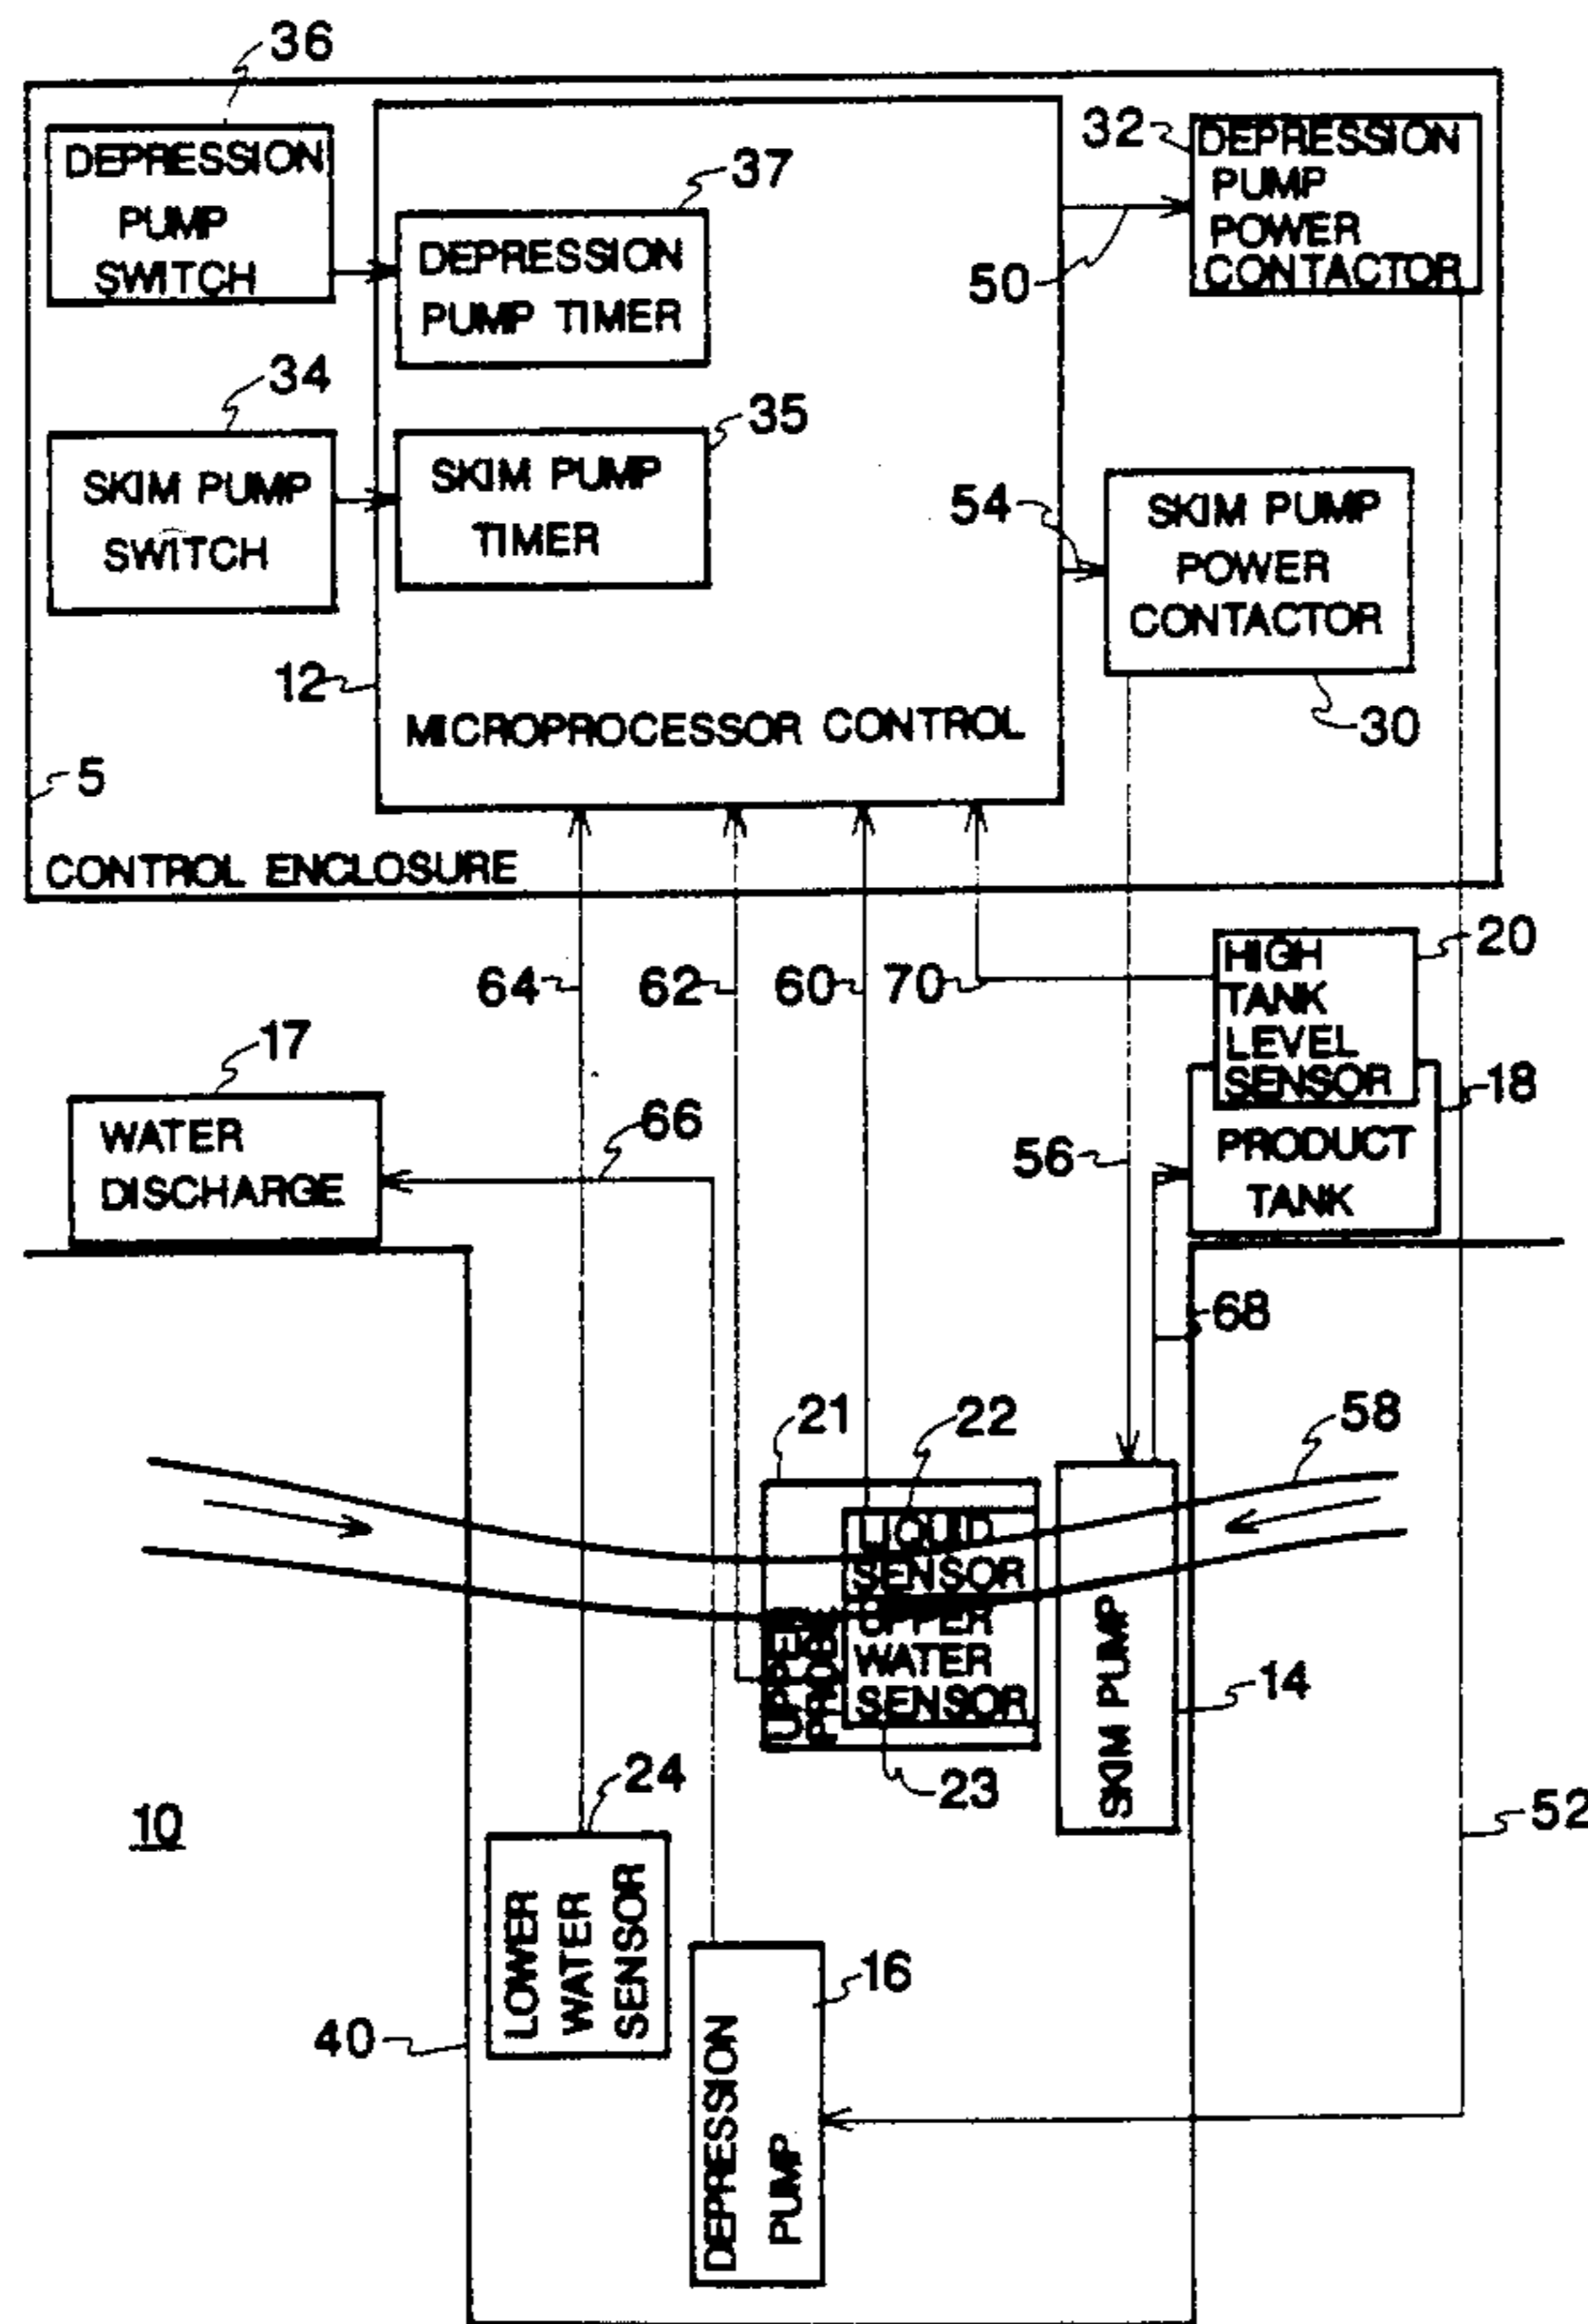 36
DEPRESSION
PUMP
SWITCH
37
DEPRESSION
PUMP TIMER
32
DEPRESSION
PUMP
POWER
CONTACTOR
50
34
SKIM PUMP
SWITCH
35
SKIM PUMP
TIMER
54
SKIM PUMP
POWER
CONTACTOR
30
12
MICROPROCESSOR CONTROL
5
CONTROL ENCLOSURE
64
62
60
70
HIGH
TANK
LEVEL
SENSOR
20
17
WATER
DISCHARGE
66
56
18
PRODUCT
TANK
68
21
22
58
LIQUID
SENSOR
UPPER
WATER
SENSOR
UPPER
PROBE
23
SKIM PUMP
14
24
LOWER
WATER
SENSOR
10
52
16
DEPRESSION
PUMP
40